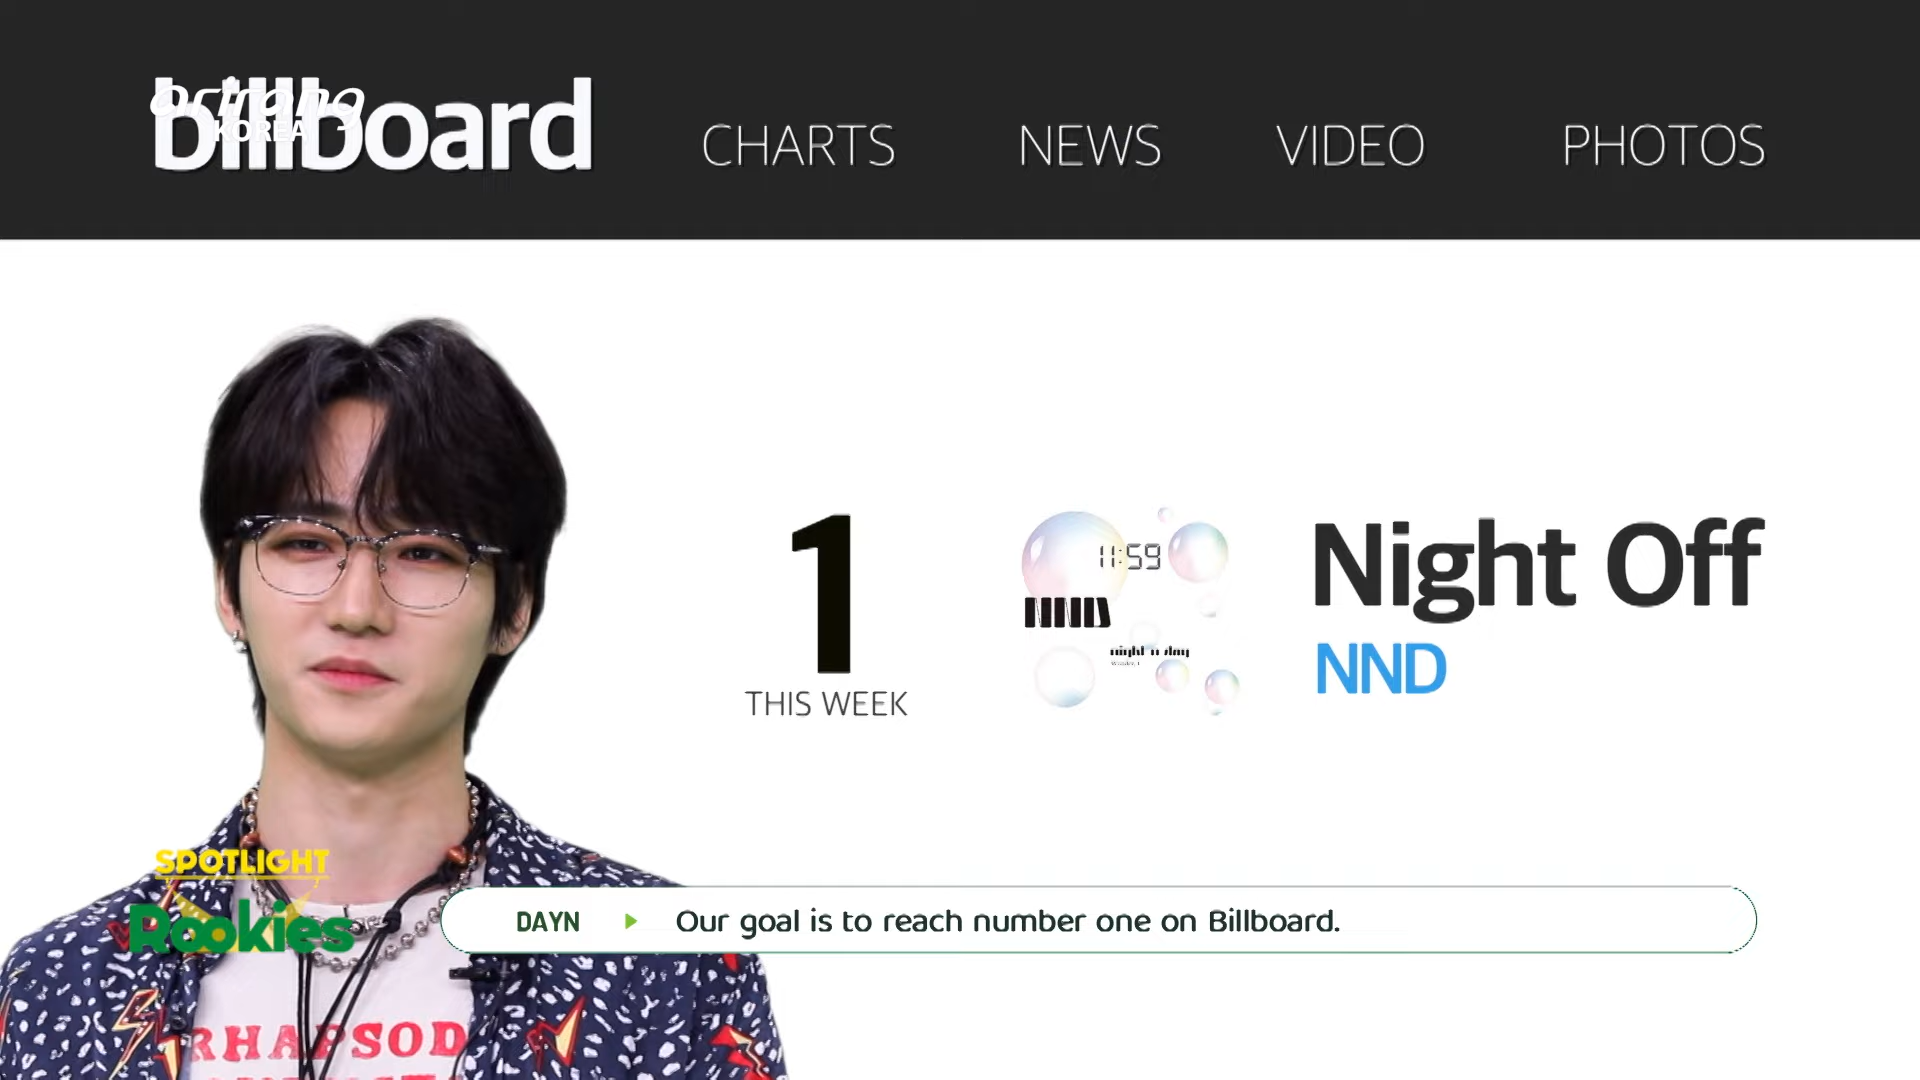 billboard
arirang
KOREA
CHARTS NEWS VIDEO PHOTOS
1
THIS WEEK
11:59
NND
night n day
Night Off
NND
SPOTLIGHT
Rookies
DAYN Our goal is to reach number one on Billboard.
RHAPSOD